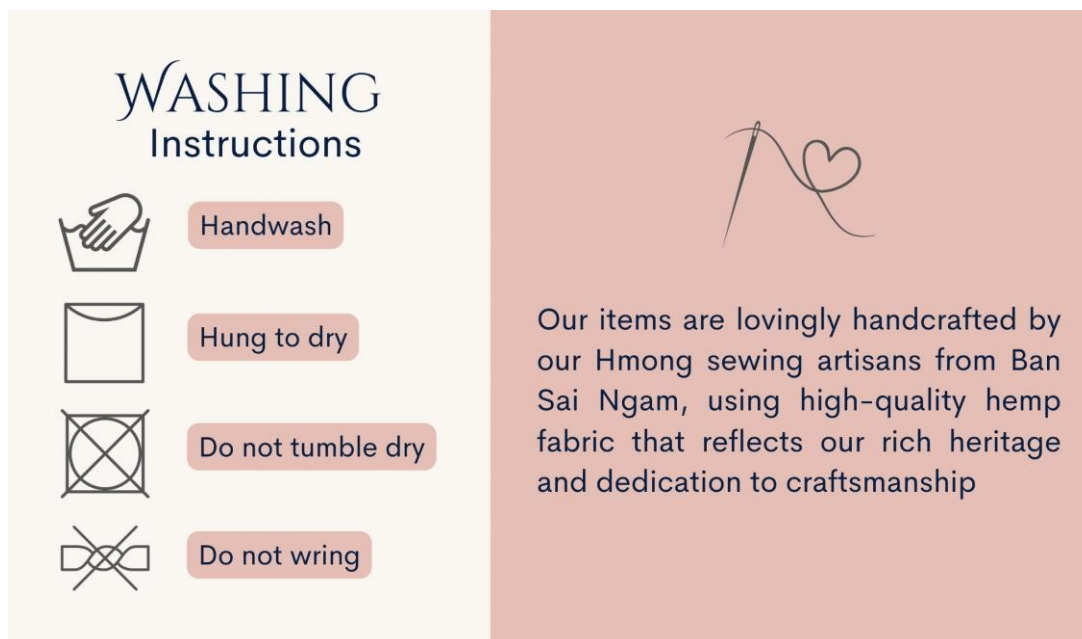 WASHING
Instructions
Handwash
Hung to dry
Do not tumble dry
Do not wring
Our items are lovingly handcrafted by
our Hmong sewing artisans from Ban
Sai Ngam, using high-quality hemp
fabric that reflects our rich heritage
and dedication to craftsmanship